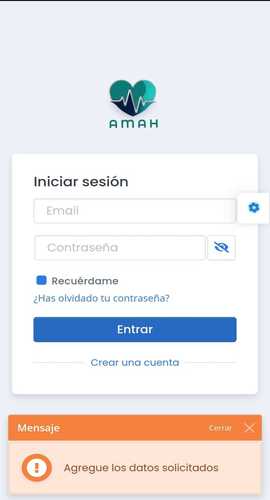 AMAH
Iniciar sesión
Email
Contraseña
Recuérdame
¿Has olvidado tu contraseña?
Entrar
Crear una cuenta
Mensaje Cerrar
Agregue los datos solicitados